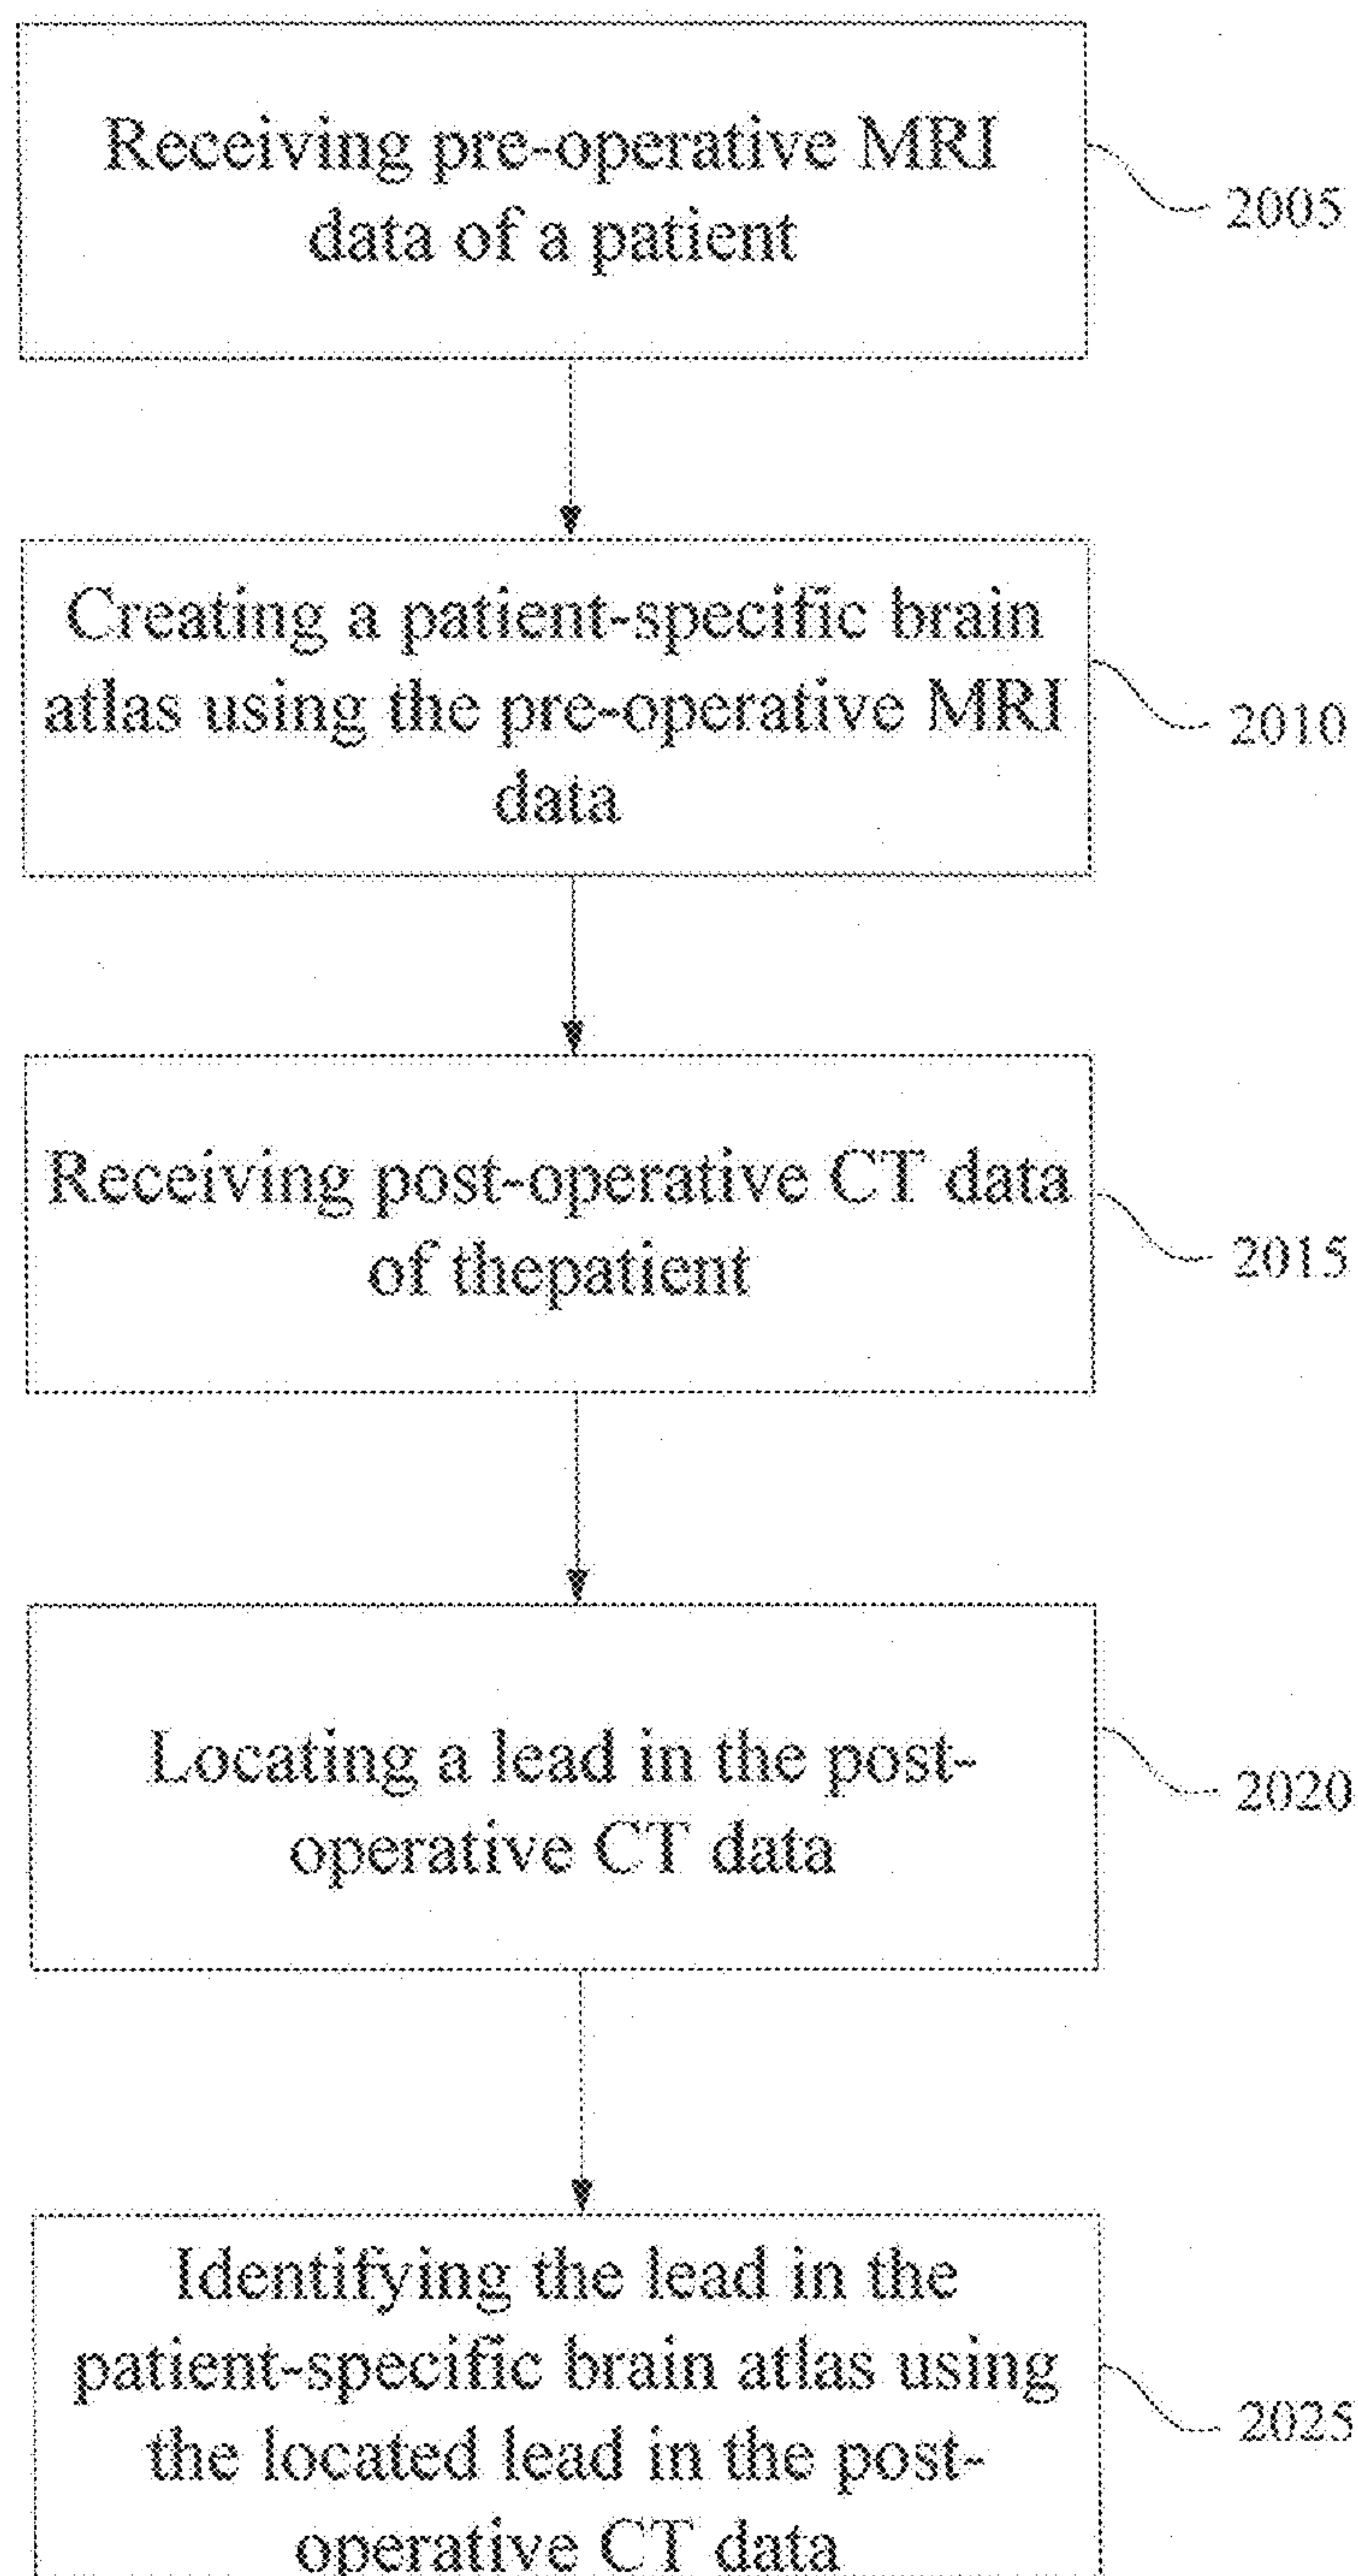 Receiving pre-operative MRI
data of a patient
2005
Creating a patient-specific brain
atlas using the pre-operative MRI
data
2010
Receiving post-operative CT data
of thepatient
2015
Locating a lead in the post-
operative CT data
2020
Identifying the lead in the
patient-specific brain atlas using
the located lead in the post-
operative CT data
2025